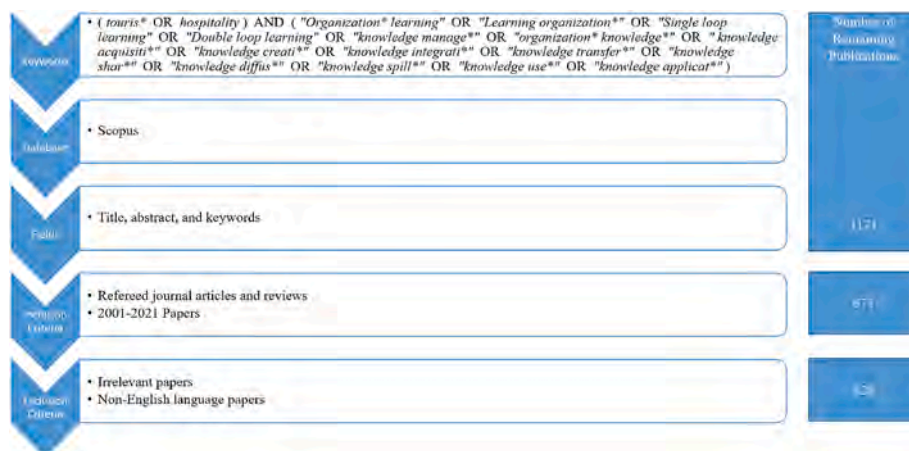 • ( touris* OR hospitality ) AND ( "Organization* learning" OR "Learning organization*" OR "Single loop
learning" OR "Double loop learning" OR "knowledge manage*" OR "organization* knowledge*" OR "knowledge
acquisiti*" OR "knowledge creati*" OR "knowledge integrati*" OR "knowledge transfer*" OR "knowledge
shar*" OR "knowledge diffus*" OR "knowledge spill*" OR "knowledge use*" OR "knowledge applicat*" )
Keywords
Number of
Remaining
Publications
• Scopus
Database
• Title, abstract, and keywords
Fields
1171
• Refereed journal articles and reviews
• 2001-2021 Papers
Inclusion
Criteria
• Irrelevant papers
• Non-English language papers
Exclusion
Criteria